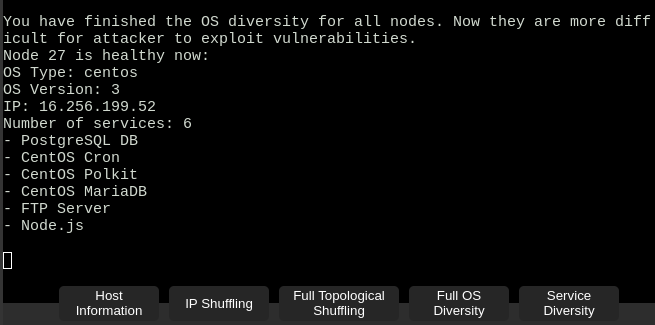 You have finished the OS diversity for all nodes. Now they are more diff
icult for attacker to exploit vulnerabilities.
Node 27 is healthy now:
OS Type: centos
OS Version: 3
IP: 16.256.199.52
Number of services: 6
- PostgreSQL DB
- CentOS Cron
- CentOS Polkit
- CentOS MariaDB
- FTP Server
- Node.js
Host
Information
IP Shuffling
Full Topological
Shuffling
Full OS
Diversity
Service
Diversity